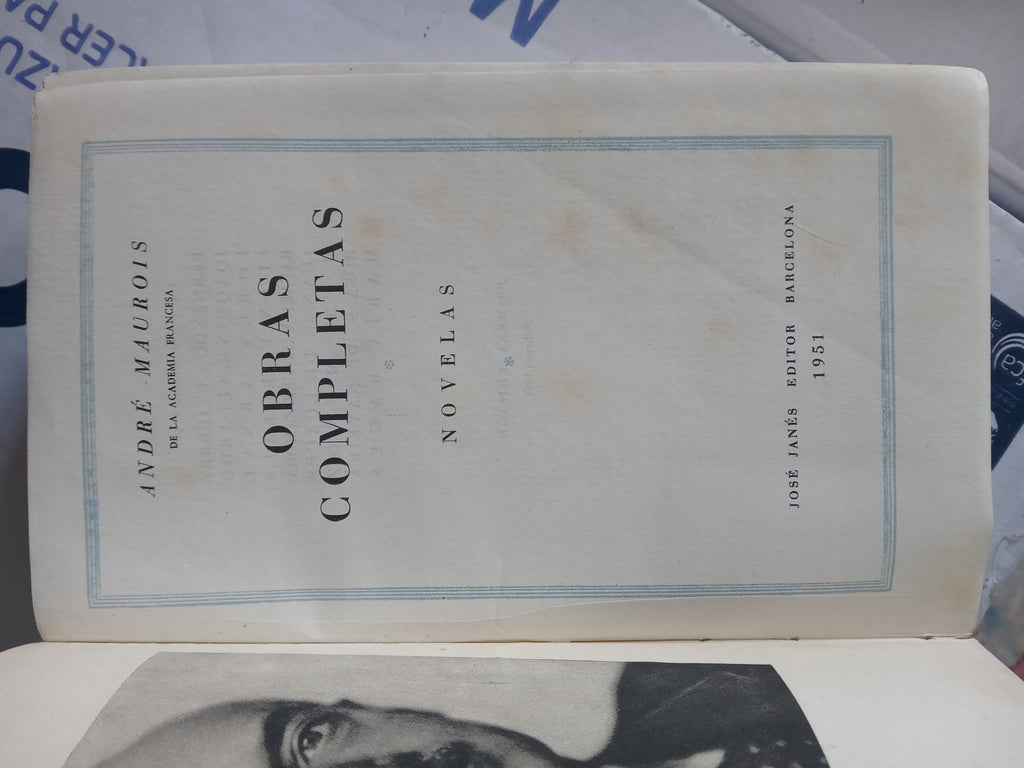 ANDRÉ MAUROIS
DE LA ACADEMIA FRANCESA
OBRAS
COMPLETAS
NOVELAS
JOSÉ JANÉS EDITOR BARCELONA
1951